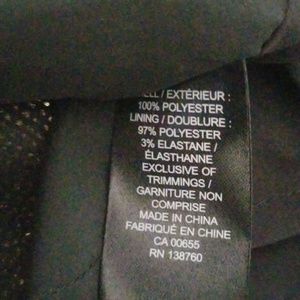 / EXTÉRIEUR :
100% POLYESTER
LINING / DOUBLURE :
97% POLYESTER
3% ELASTANE /
ÉLASTHANNE
EXCLUSIVE OF
TRIMMINGS /
GARNITURE NON
COMPRISE
MADE IN CHINA
FABRIQUÉ EN CHINE
CA 00655
RN 138760